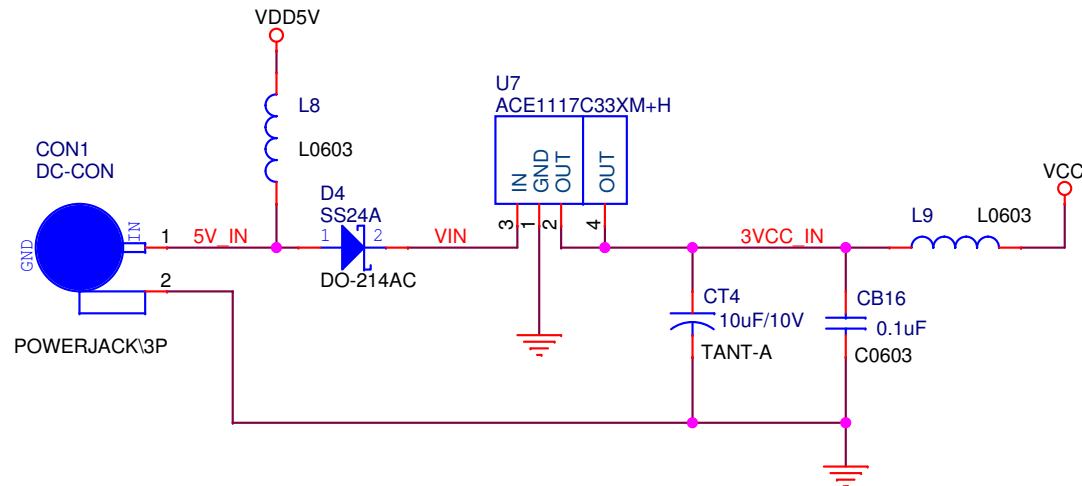 VDD5V
L8
L0603
CON1
DC-CON
GND
IN
1
2
POWERJACK\3P
5V_IN
D4
SS24A
1
2
DO-214AC
VIN
U7
ACE1117C33XM+H
IN
GND
OUT
OUT
3
1
2
4
3VCC_IN
CT4
10uF/10V
TANT-A
CB16
0.1uF
C0603
L9
L0603
VCC